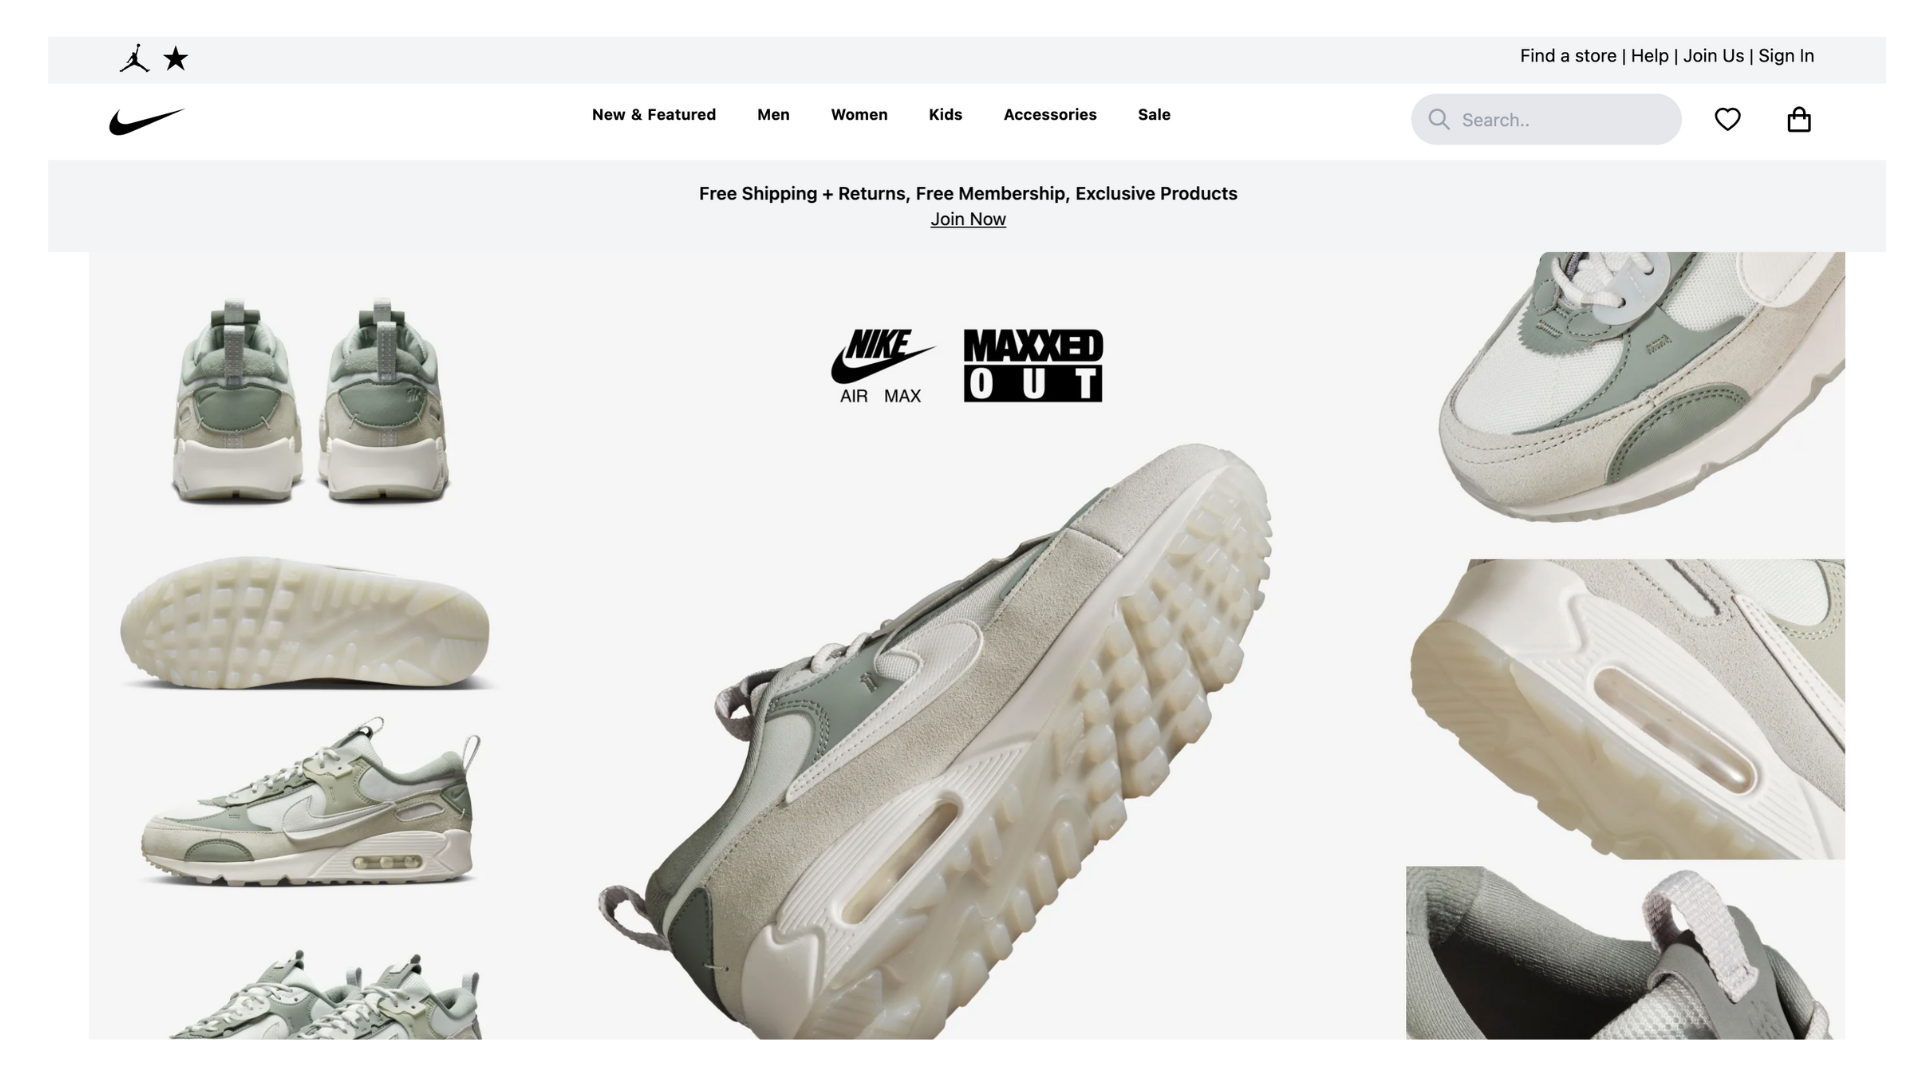 Find a store | Help | Join Us | Sign In
New & Featured Men Women Kids Accessories Sale
Search..
Free Shipping + Returns, Free Membership, Exclusive Products
Join Now
NIKE
AIR MAX
MAXXED
OUT